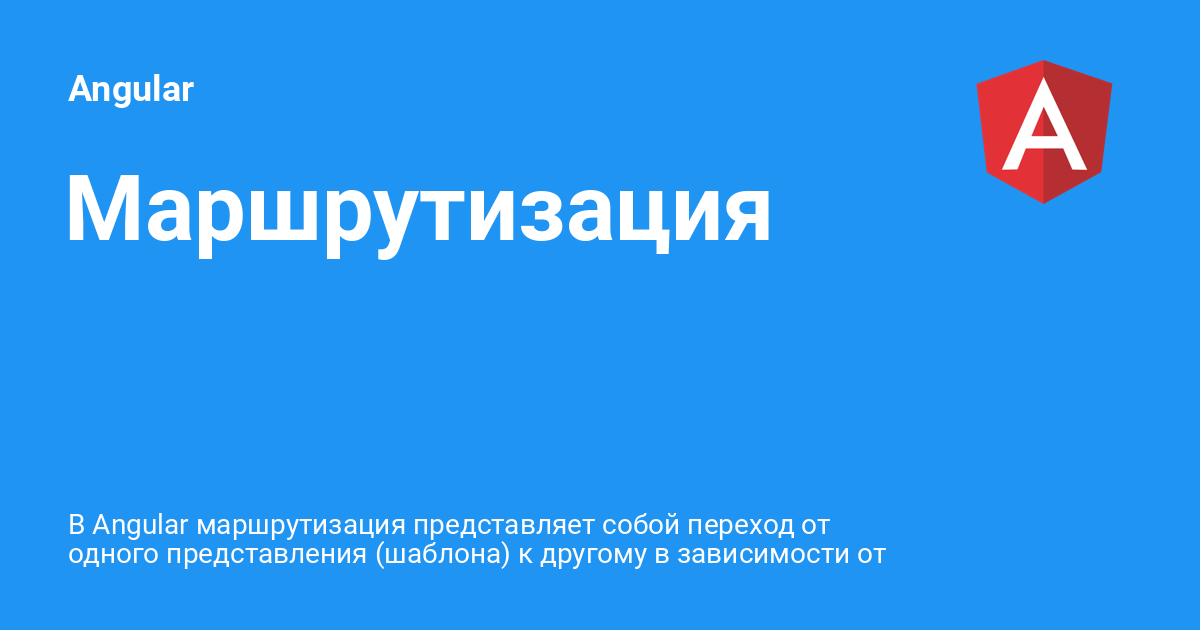 Angular
Маршрутизация
В Angular маршрутизация представляет собой переход от
одного представления (шаблона) к другому в зависимости от